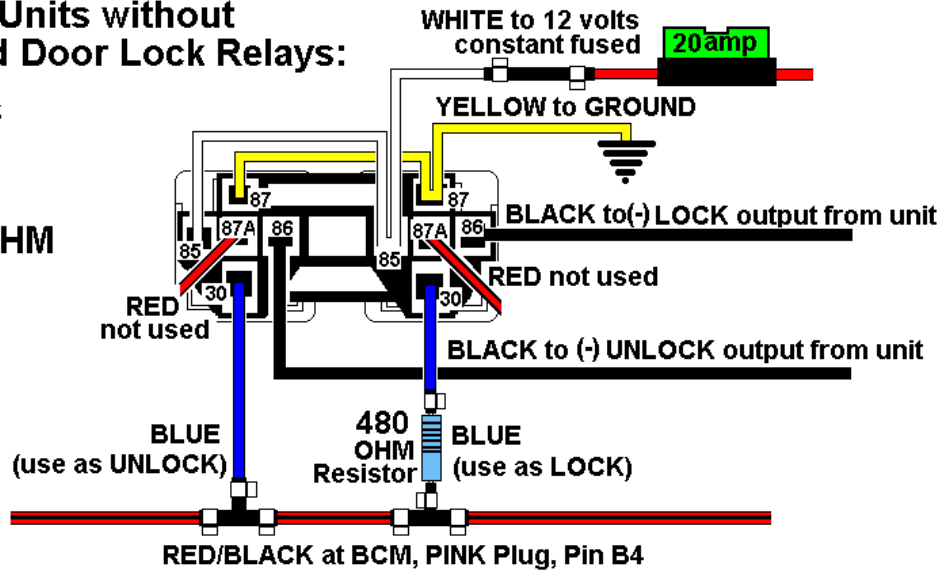 Units without
d Door Lock Relays:
WHITE to 12 volts
constant fused
20amp
YELLOW to GROUND
87
87
87A
86
87A
86
85
85
BLACK to(-) LOCK output from unit
HM
RED not used
30
30
RED
not used
BLACK to (-) UNLOCK output from unit
480
OHM
Resistor
BLUE
(use as UNLOCK)
BLUE
(use as LOCK)
RED/BLACK at BCM, PINK Plug, Pin B4